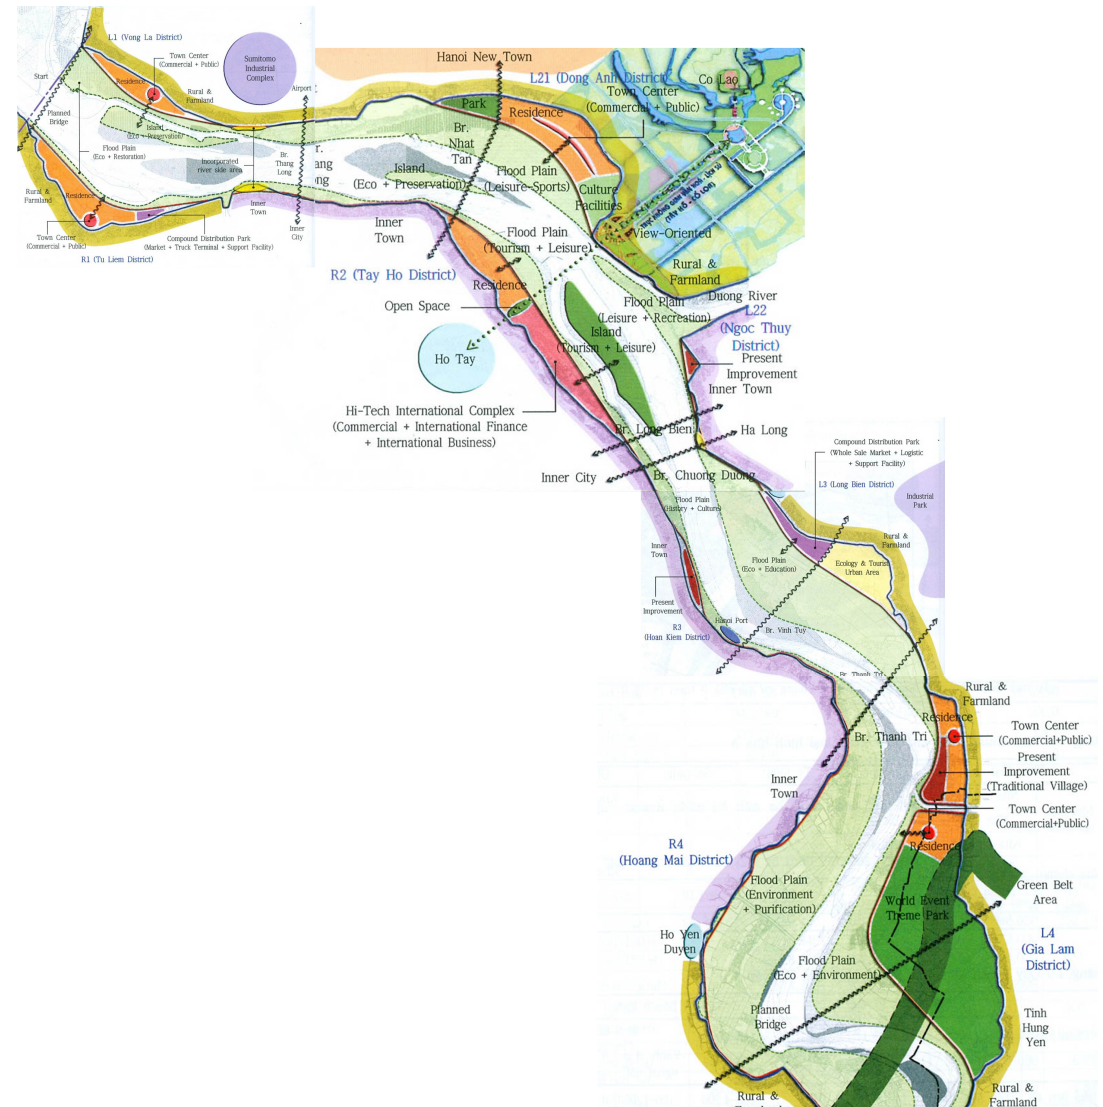 L1 (Vong La District)
Town Center
(Commercial + Public)
Sumitomo
Industrial
Complex
Start
Residence
Rural &
Farmland
Airport
Planned
Bridge
Island
(Eco + Preservation)
Flood Plain
(Eco + Restoration)
Incorporated
river side area
Br.
Thang
Long
Rural &
Farmland
Residence
Inner
Town
Inner
City
Town Center
(Commercial + Public)
Compound Distribution Park
(Market + Truck Terminal + Support Facility)
R1 (Tu Liem District)
Hanoi New Town
L21 (Dong Anh District)
Town Center
(Commercial + Public)
Co Lao
Park
Residence
Br.
Nhat
Tan
Island
(Eco + Preservation)
Flood Plain
(Leisure-Sports)
Culture
Facilities
View-Oriented
Inner
Town
Flood Plain
(Tourism + Leisure)
Rural &
Farmland
R2 (Tay Ho District)
Residence
Open Space
Flood Plain
(Leisure + Recreation)
Duong River
L22
(Ngoc Thuy
District)
Island
(Tourism + Leisure)
Ho Tay
Present
Improvement
Inner Town
Hi-Tech International Complex
(Commercial + International Finance
+ International Business)
Br. Long Bien
Ha Long
Inner City
Br. Chuong Duong
Compound Distribution Park
(Whole Sale Market + Logistic
+ Support Facility)
L3 (Long Bien District)
Industrial
Park
Flood Plain
(History + Culture)
Rural &
Farmland
Inner
Town
Flood Plain
(Eco + Education)
Ecology & Tourist
Urban Area
Present
Improvement
Hanoi Port
R3
(Hoan Kiem District)
Br. Vinh Tuy
Br. Thanh Tri
Rural &
Farmland
Residence
Town Center
(Commercial+Public)
Br. Thanh Tri
Present
Improvement
(Traditional Village)
Inner
Town
Town Center
(Commercial+Public)
R4
(Hoang Mai District)
Residence
Flood Plain
(Environment
+ Purification)
Green Belt
Area
World Event
Theme Park
Ho Yen
Duyen
L4
(Gia Lam
District)
Flood Plain
(Eco + Environment)
Planned
Bridge
Tinh
Hung
Yen
Rural &
Rural &
Farmland